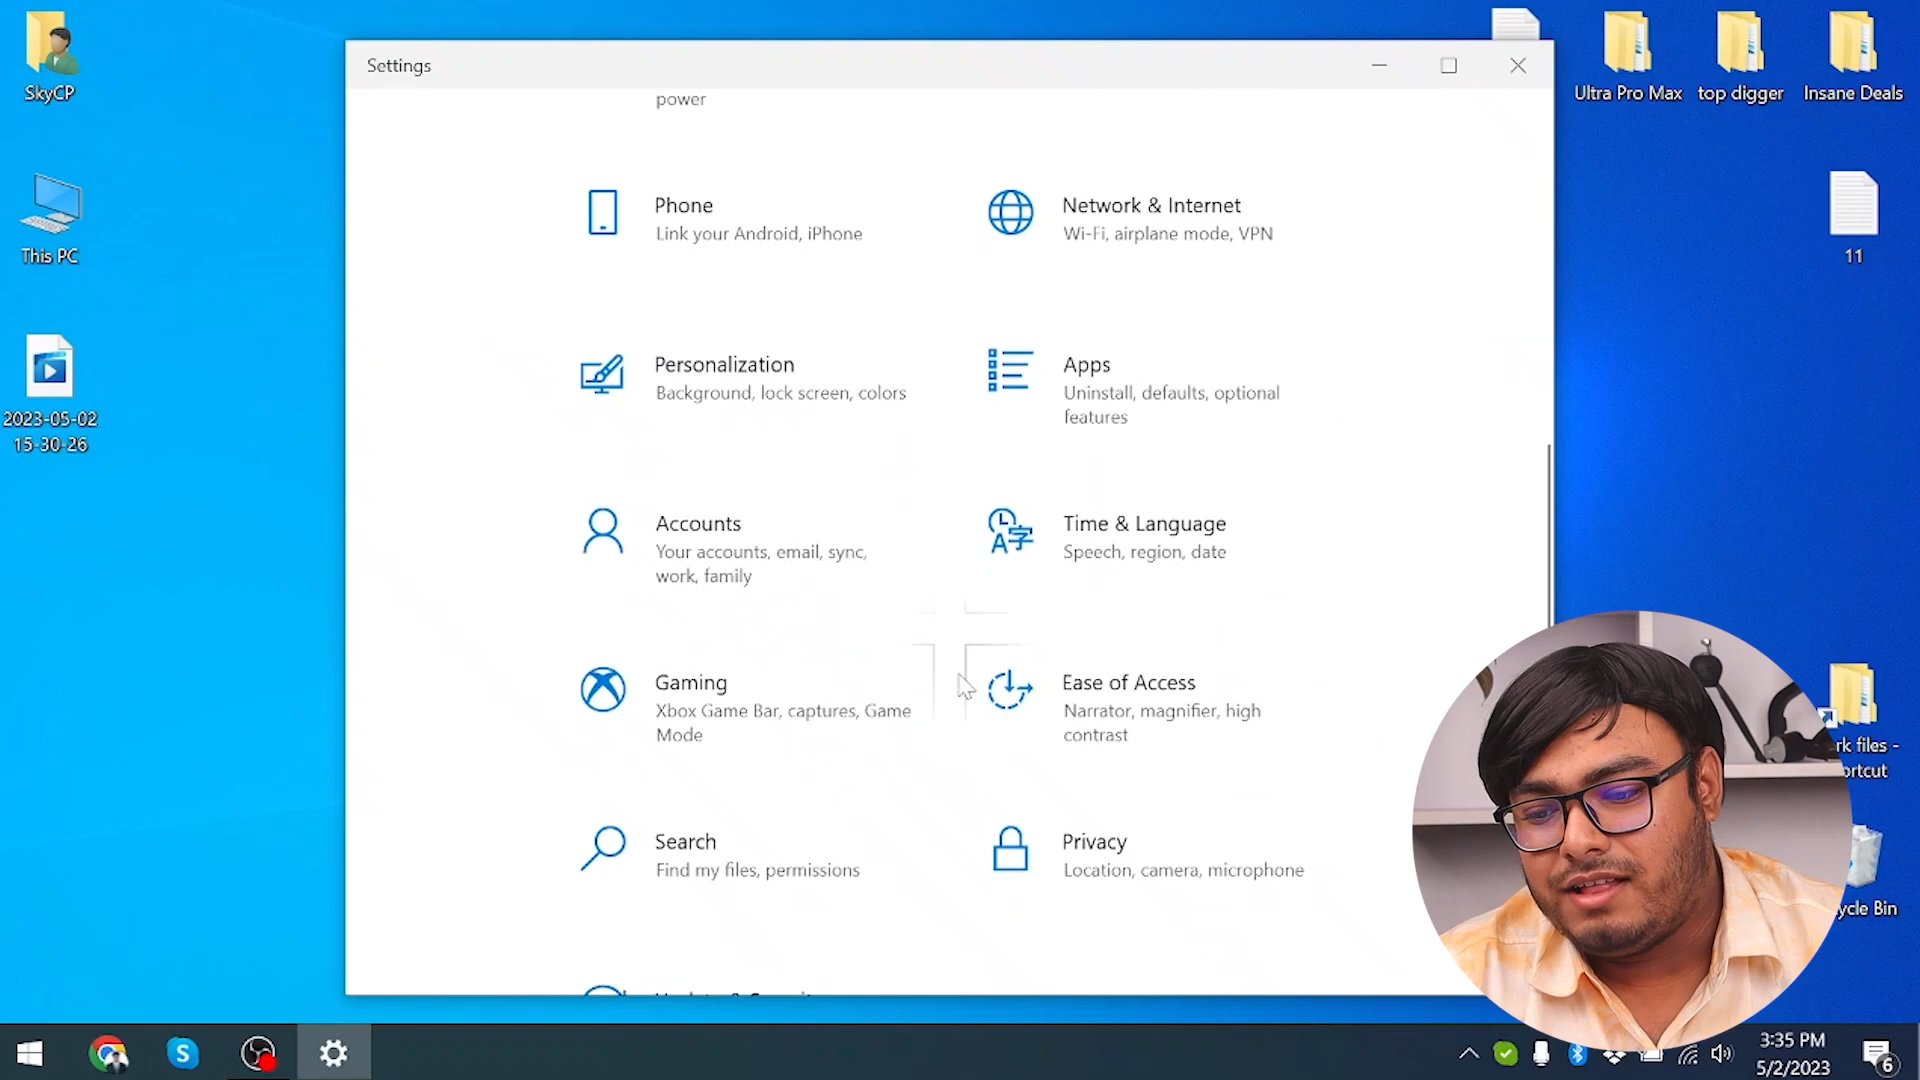 SkyCP
This PC
2023-05-02
15-30-26
Settings
power
Phone
Link your Android, iPhone
Network & Internet
Wi-Fi, airplane mode, VPN
Personalization
Background, lock screen, colors
Apps
Uninstall, defaults, optional
features
Accounts
Your accounts, email, sync,
work, family
Time & Language
Speech, region, date
Gaming
Xbox Game Bar, captures, Game
Mode
Ease of Access
Narrator, magnifier, high
contrast
Search
Find my files, permissions
Privacy
Location, camera, microphone
Ultra Pro Max
top digger
Insane Deals
11
files -
Bin
3:35 PM
5/2/2023
6